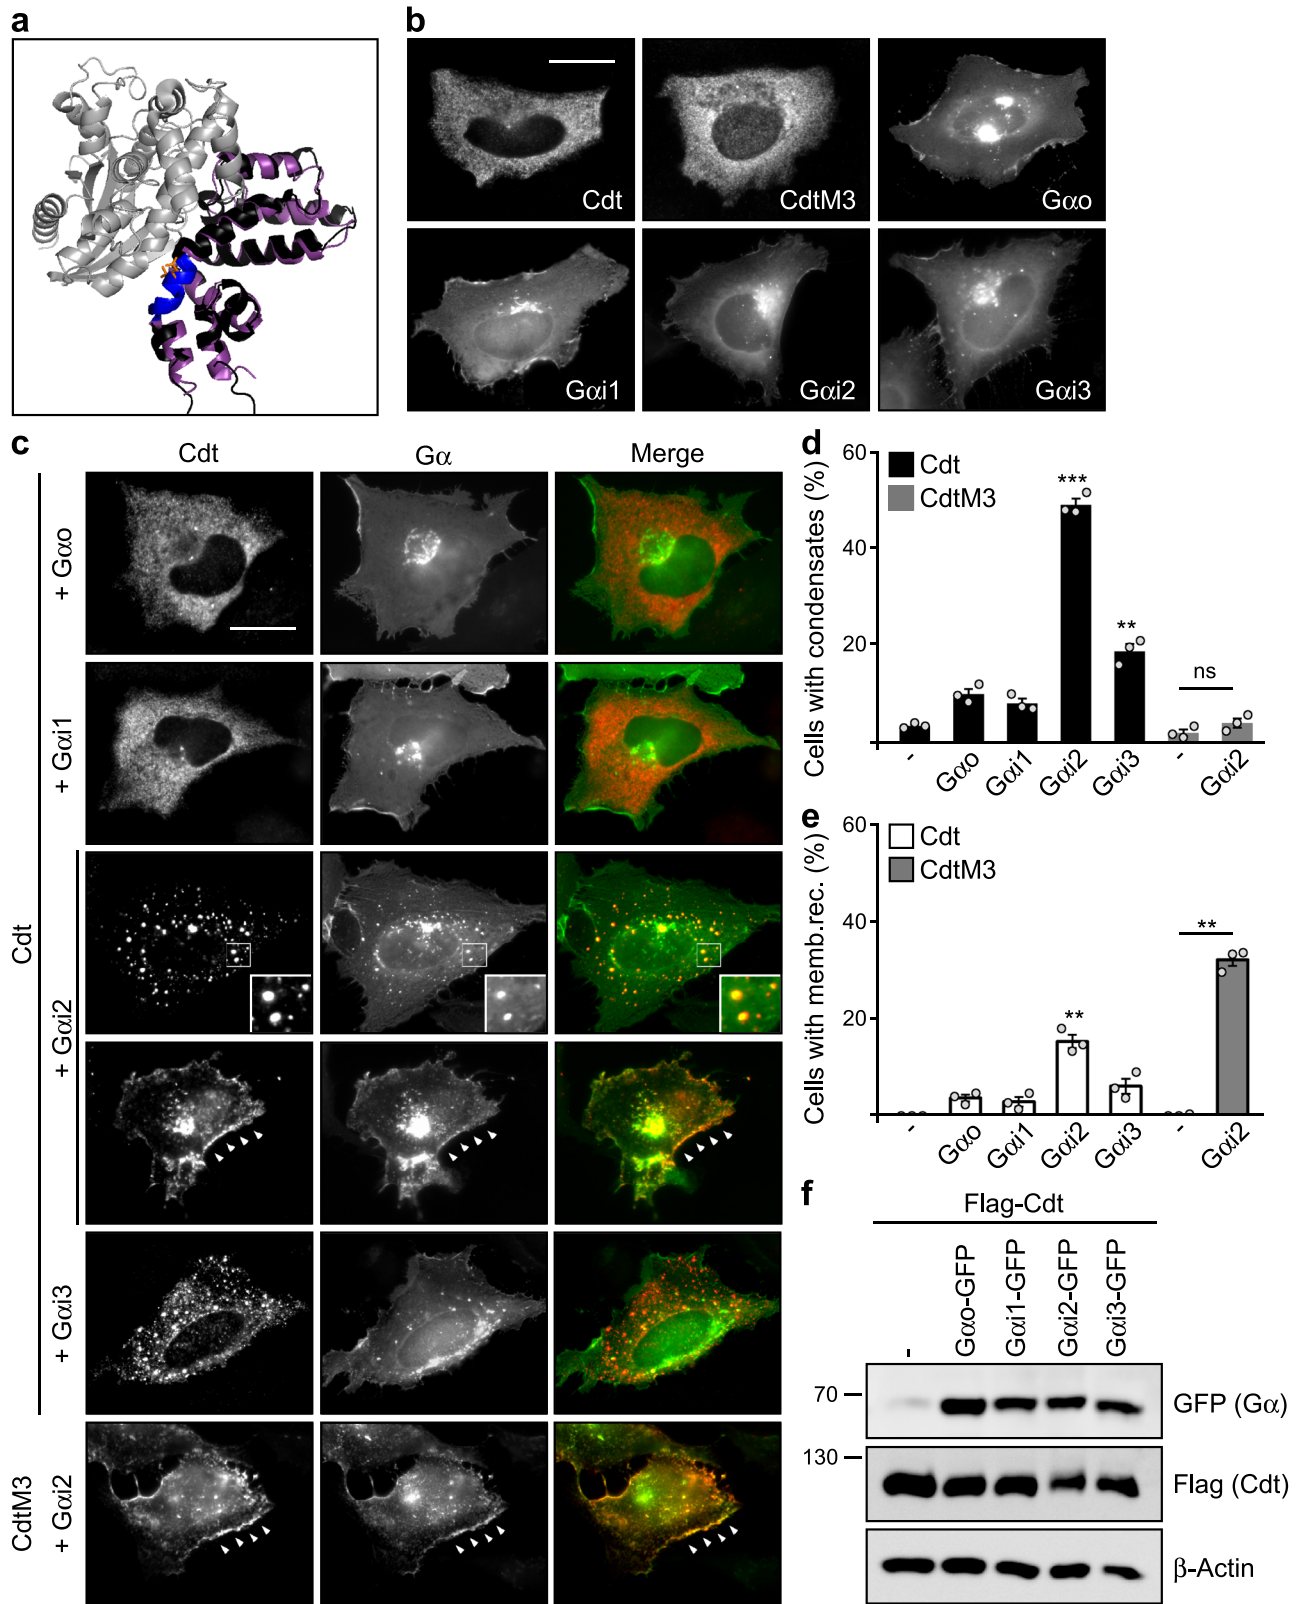 a
b
Cdt
CdtM3
Gαo
Gαi1
Gαi2
Gαi3
c
Cdt
Gα
Merge
+ Gαo
+ Gαi1
Cdt
+ Gαi2
+ Gαi3
CdtM3
+ Gαi2
d
Cells with condensates (%)
60
40
20
Cdt
CdtM3
***
**
ns
-
Gαo
Gαi1
Gαi2
Gαi3
-
Gαi2
e
Cells with memb.rec. (%)
60
40
20
Cdt
CdtM3
**
**
-
Gαo
Gαi1
Gαi2
Gαi3
-
Gαi2
f
Flag-Cdt
-
Gαo-GFP
Gαi1-GFP
Gαi2-GFP
Gαi3-GFP
70
GFP (Gα)
130
Flag (Cdt)
β-Actin